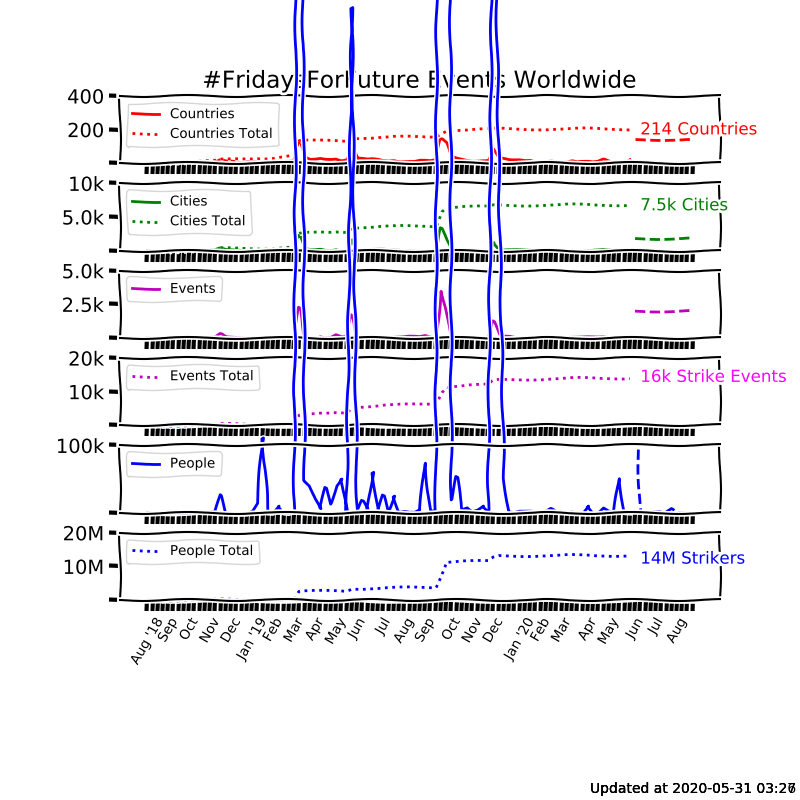 #FridaysForFuture Events Worldwide
400
200
Countries
Countries Total
214 Countries
10k
5.0k
Cities
Cities Total
7.5k Cities
5.0k
2.5k
Events
20k
10k
Events Total
16k Strike Events
100k
People
20M
10M
People Total
14M Strikers
Aug '18 Sep Oct Nov Dec Jan '19 Feb Mar Apr May Jun Jul Aug Sep Oct Nov Dec Jan '20 Feb Mar Apr May Jun Jul Aug
Updated at 2020-05-31 03:2